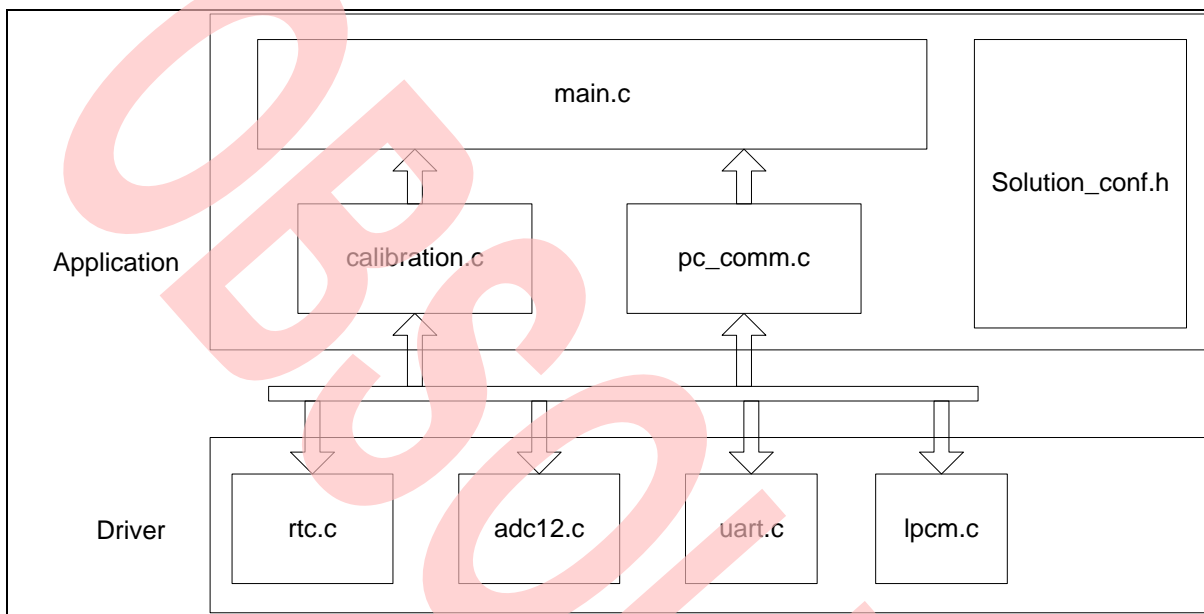 main.c
Solution_conf.h
calibration.c
pc_comm.c
Application
rtc.c
adc12.c
uart.c
lpcm.c
Driver
OBSOL